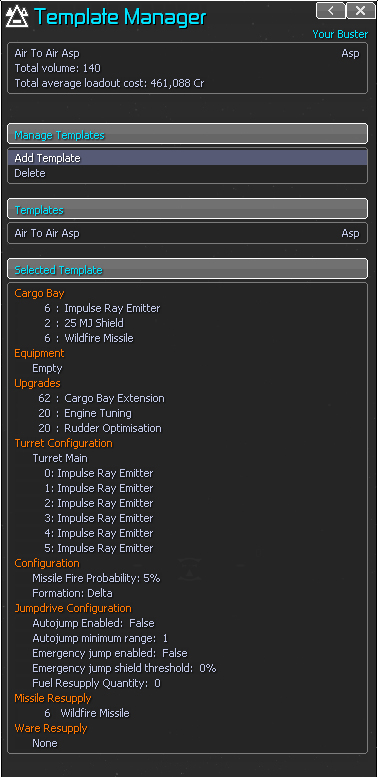 Template Manager
Your Buster
Air To Air Asp Asp
Total volume: 140
Total average loadout cost: 461,088 Cr
Manage Templates
Add Template
Delete
Templates
Air To Air Asp Asp
Selected Template
Cargo Bay
6 : Impulse Ray Emitter
2 : 25 MJ Shield
6 : Wildfire Missile
Equipment
Empty
Upgrades
62 : Cargo Bay Extension
20 : Engine Tuning
20 : Rudder Optimisation
Turret Configuration
Turret Main
0: Impulse Ray Emitter
1: Impulse Ray Emitter
2: Impulse Ray Emitter
3: Impulse Ray Emitter
4: Impulse Ray Emitter
5: Impulse Ray Emitter
Configuration
Missile Fire Probability: 5%
Formation: Delta
Jumpdrive Configuration
Autojump Enabled: False
Autojump minimum range: 1
Emergency jump enabled: False
Emergency jump shield threshold: 0%
Fuel Resupply Quantity: 0
Missile Resupply
6 Wildfire Missile
Ware Resupply
None